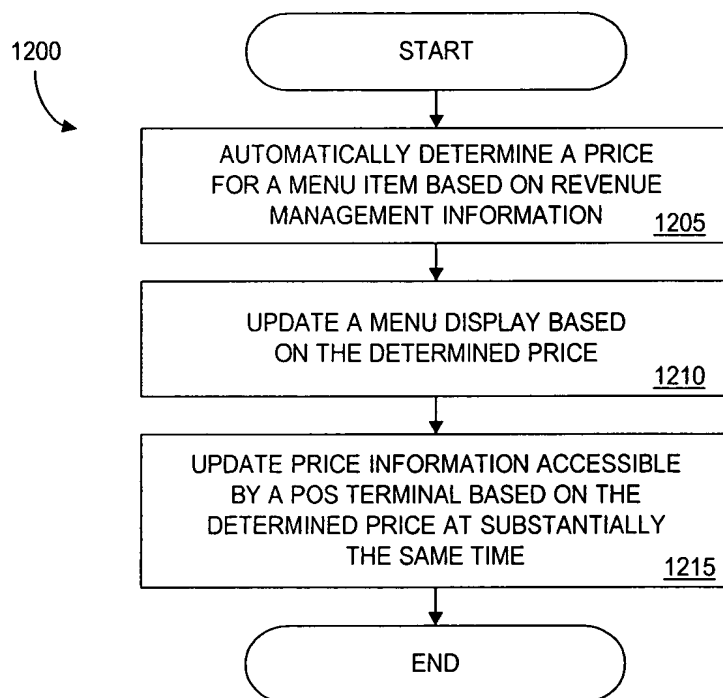 1200
START
AUTOMATICALLY DETERMINE A PRICE
FOR A MENU ITEM BASED ON REVENUE
MANAGEMENT INFORMATION
1205
UPDATE A MENU DISPLAY BASED
ON THE DETERMINED PRICE
1210
UPDATE PRICE INFORMATION ACCESSIBLE
BY A POS TERMINAL BASED ON THE
DETERMINED PRICE AT SUBSTANTIALLY
THE SAME TIME
1215
END